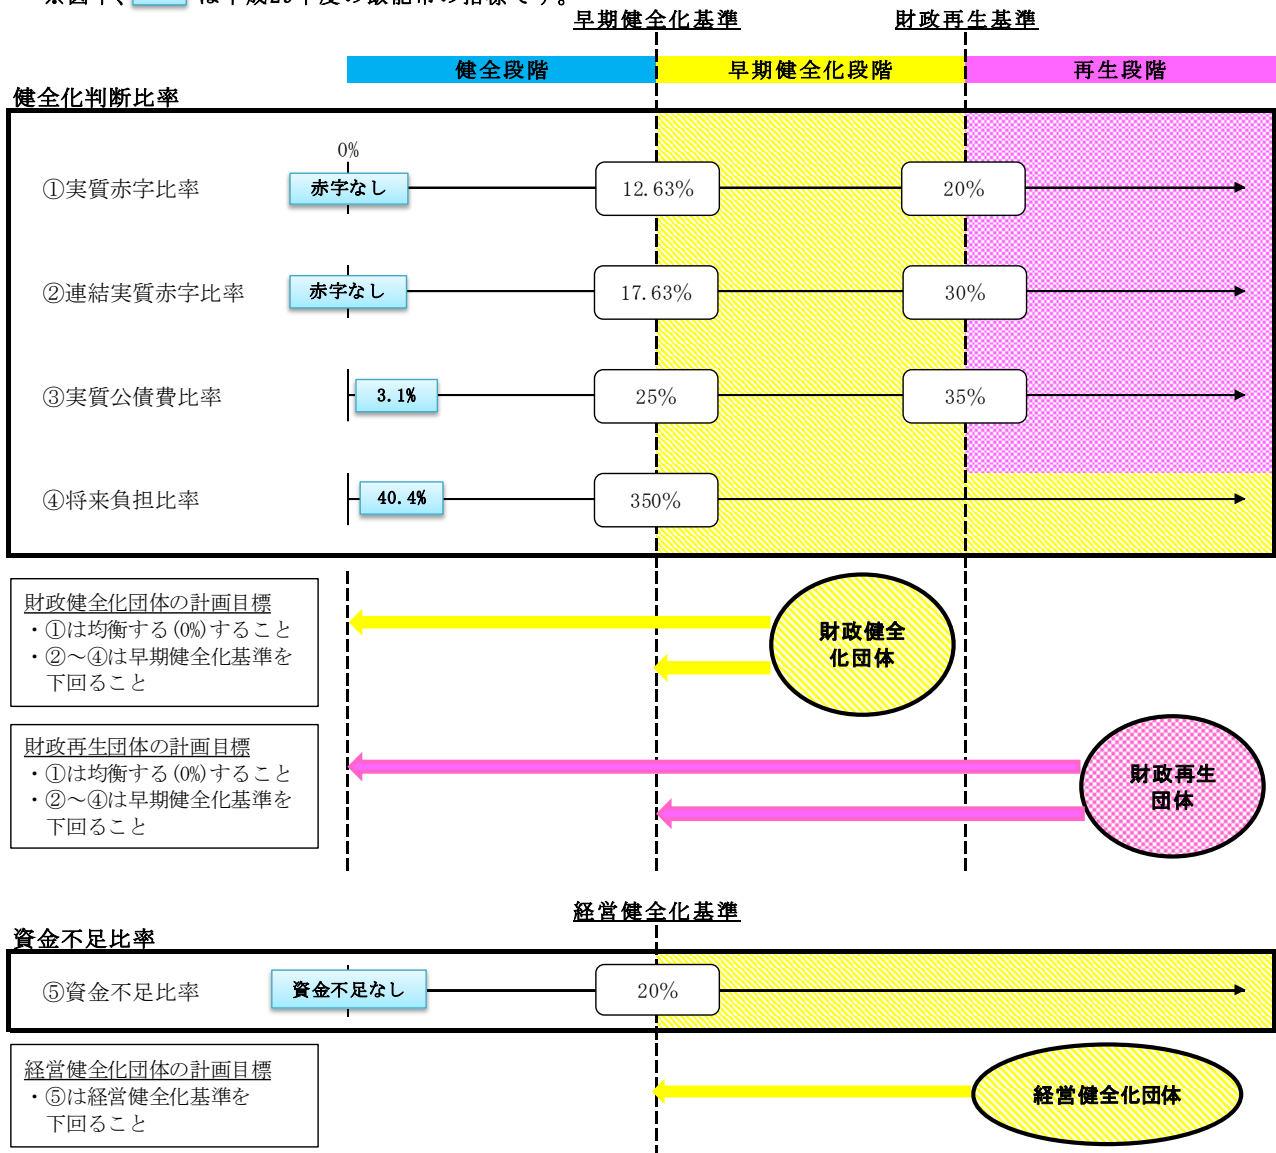 早期健全化基準
財政再生基準
健全段階
早期健全化段階
再生段階
健全化判断比率
0%
①実質赤字比率
赤字なし
12.63%
20%
②連結実質赤字比率
赤字なし
17.63%
30%
③実質公債費比率
3.1%
25%
35%
④将来負担比率
40.4%
350%
財政健全化団体の計画目標
・①は均衡する(0%)すること
・②～④は早期健全化基準を
下回ること
財政健全
化団体
財政再生団体の計画目標
・①は均衡する(0%)すること
・②～④は早期健全化基準を
下回ること
財政再生
団体
経営健全化基準
資金不足比率
⑤資金不足比率
資金不足なし
20%
経営健全化団体の計画目標
・⑤は経営健全化基準を
下回ること
経営健全化団体